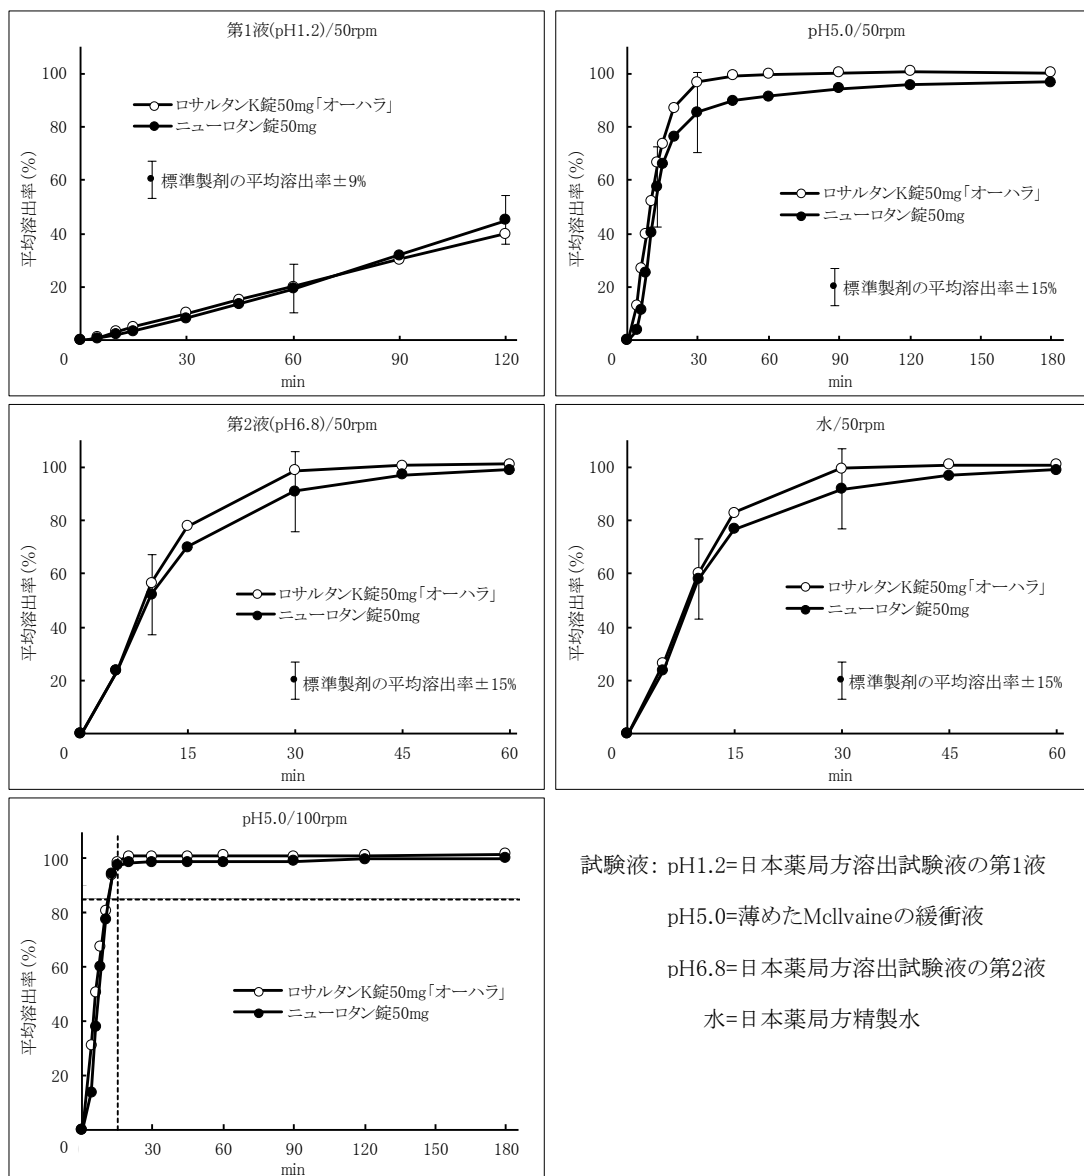 第1液(pH1.2)/50rpm
平均溶出率(%)
100
80
60
40
20
0
30
60
90
120
min
ロサルタンK錠50mg「オーハラ」
ニューロタン錠50mg
標準製剤の平均溶出率±9%
pH5.0/50rpm
平均溶出率(%)
100
80
60
40
20
0
30
60
90
120
150
180
min
ロサルタンK錠50mg「オーハラ」
ニューロタン錠50mg
標準製剤の平均溶出率±15%
第2液(pH6.8)/50rpm
平均溶出率(%)
100
80
60
40
20
0
15
30
45
60
min
ロサルタンK錠50mg「オーハラ」
ニューロタン錠50mg
標準製剤の平均溶出率±15%
水/50rpm
平均溶出率(%)
100
80
60
40
20
0
15
30
45
60
min
ロサルタンK錠50mg「オーハラ」
ニューロタン錠50mg
標準製剤の平均溶出率±15%
pH5.0/100rpm
平均溶出率(%)
100
80
60
40
20
0
30
60
90
120
150
180
min
ロサルタンK錠50mg「オーハラ」
ニューロタン錠50mg
試験液: pH1.2=日本薬局方溶出試験液の第1液
pH5.0=薄めたMcIlvaineの緩衝液
pH6.8=日本薬局方溶出試験液の第2液
水=日本薬局方精製水